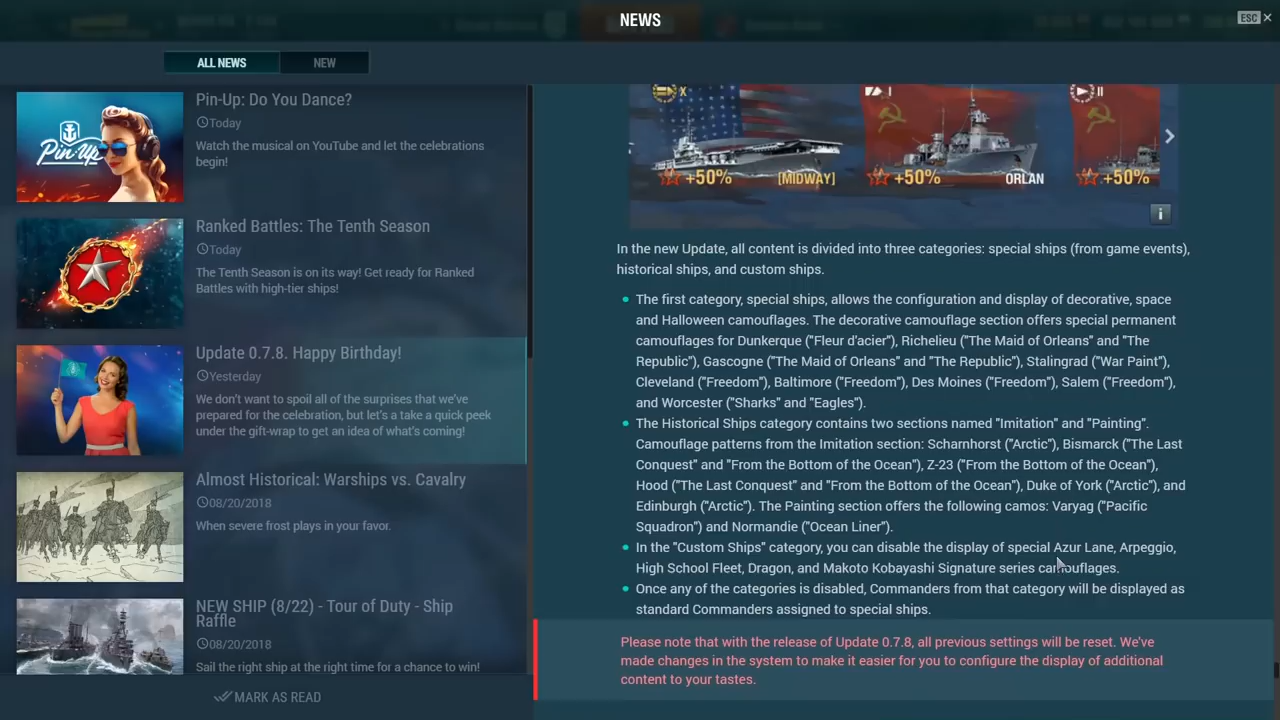 NEWS
ESC
ALL NEWS
NEW
Pin-Up: Do You Dance?
Today
Watch the musical on YouTube and let the celebrations
begin!
Pin Up
Ranked Battles: The Tenth Season
Today
The Tenth Season is on its way! Get ready for Ranked
Battles with high-tier ships!
Update 0.7.8. Happy Birthday!
Yesterday
We don't want to spoil all of the surprises that we've
prepared for the celebration, but let's a take a quick peek
under the gift-wrap to get an idea of what's coming!
Almost Historical: Warships vs. Cavalry
08/20/2018
When severe frost plays in your favor.
NEW SHIP (8/22) - Tour of Duty - Ship
Raffle
08/20/2018
Sail the right ship at the right time for a chance to win!
MARK AS READ
X
I
II
+50%
[MIDWAY]
+50%
ORLAN
+50%
i
In the new Update, all content is divided into three categories: special ships (from game events),
historical ships, and custom ships.
• The first category, special ships, allows the configuration and display of decorative, space
and Halloween camouflages. The decorative camouflage section offers special permanent
camouflages for Dunkerque ("Fleur d'acier"), Richelieu ("The Maid of Orleans" and "The
Republic"), Gascogne ("The Maid of Orleans" and "The Republic"), Stalingrad ("War Paint"),
Cleveland ("Freedom"), Baltimore ("Freedom"), Des Moines ("Freedom"), Salem ("Freedom"),
and Worcester ("Sharks" and "Eagles").
• The Historical Ships category contains two sections named "Imitation" and "Painting".
Camouflage patterns from the Imitation section: Scharnhorst ("Arctic"), Bismarck ("The Last
Conquest" and "From the Bottom of the Ocean"), Z-23 ("From the Bottom of the Ocean"),
Hood ("The Last Conquest" and "From the Bottom of the Ocean"), Duke of York ("Arctic"), and
Edinburgh ("Arctic"). The Painting section offers the following camos: Varyag ("Pacific
Squadron") and Normandie ("Ocean Liner").
• In the "Custom Ships" category, you can disable the display of special Azur Lane, Arpeggio,
High School Fleet, Dragon, and Makoto Kobayashi Signature series camouflages.
• Once any of the categories is disabled, Commanders from that category will be displayed as
standard Commanders assigned to special ships.
Please note that with the release of Update 0.7.8, all previous settings will be reset. We've
made changes in the system to make it easier for you to configure the display of additional
content to your tastes.